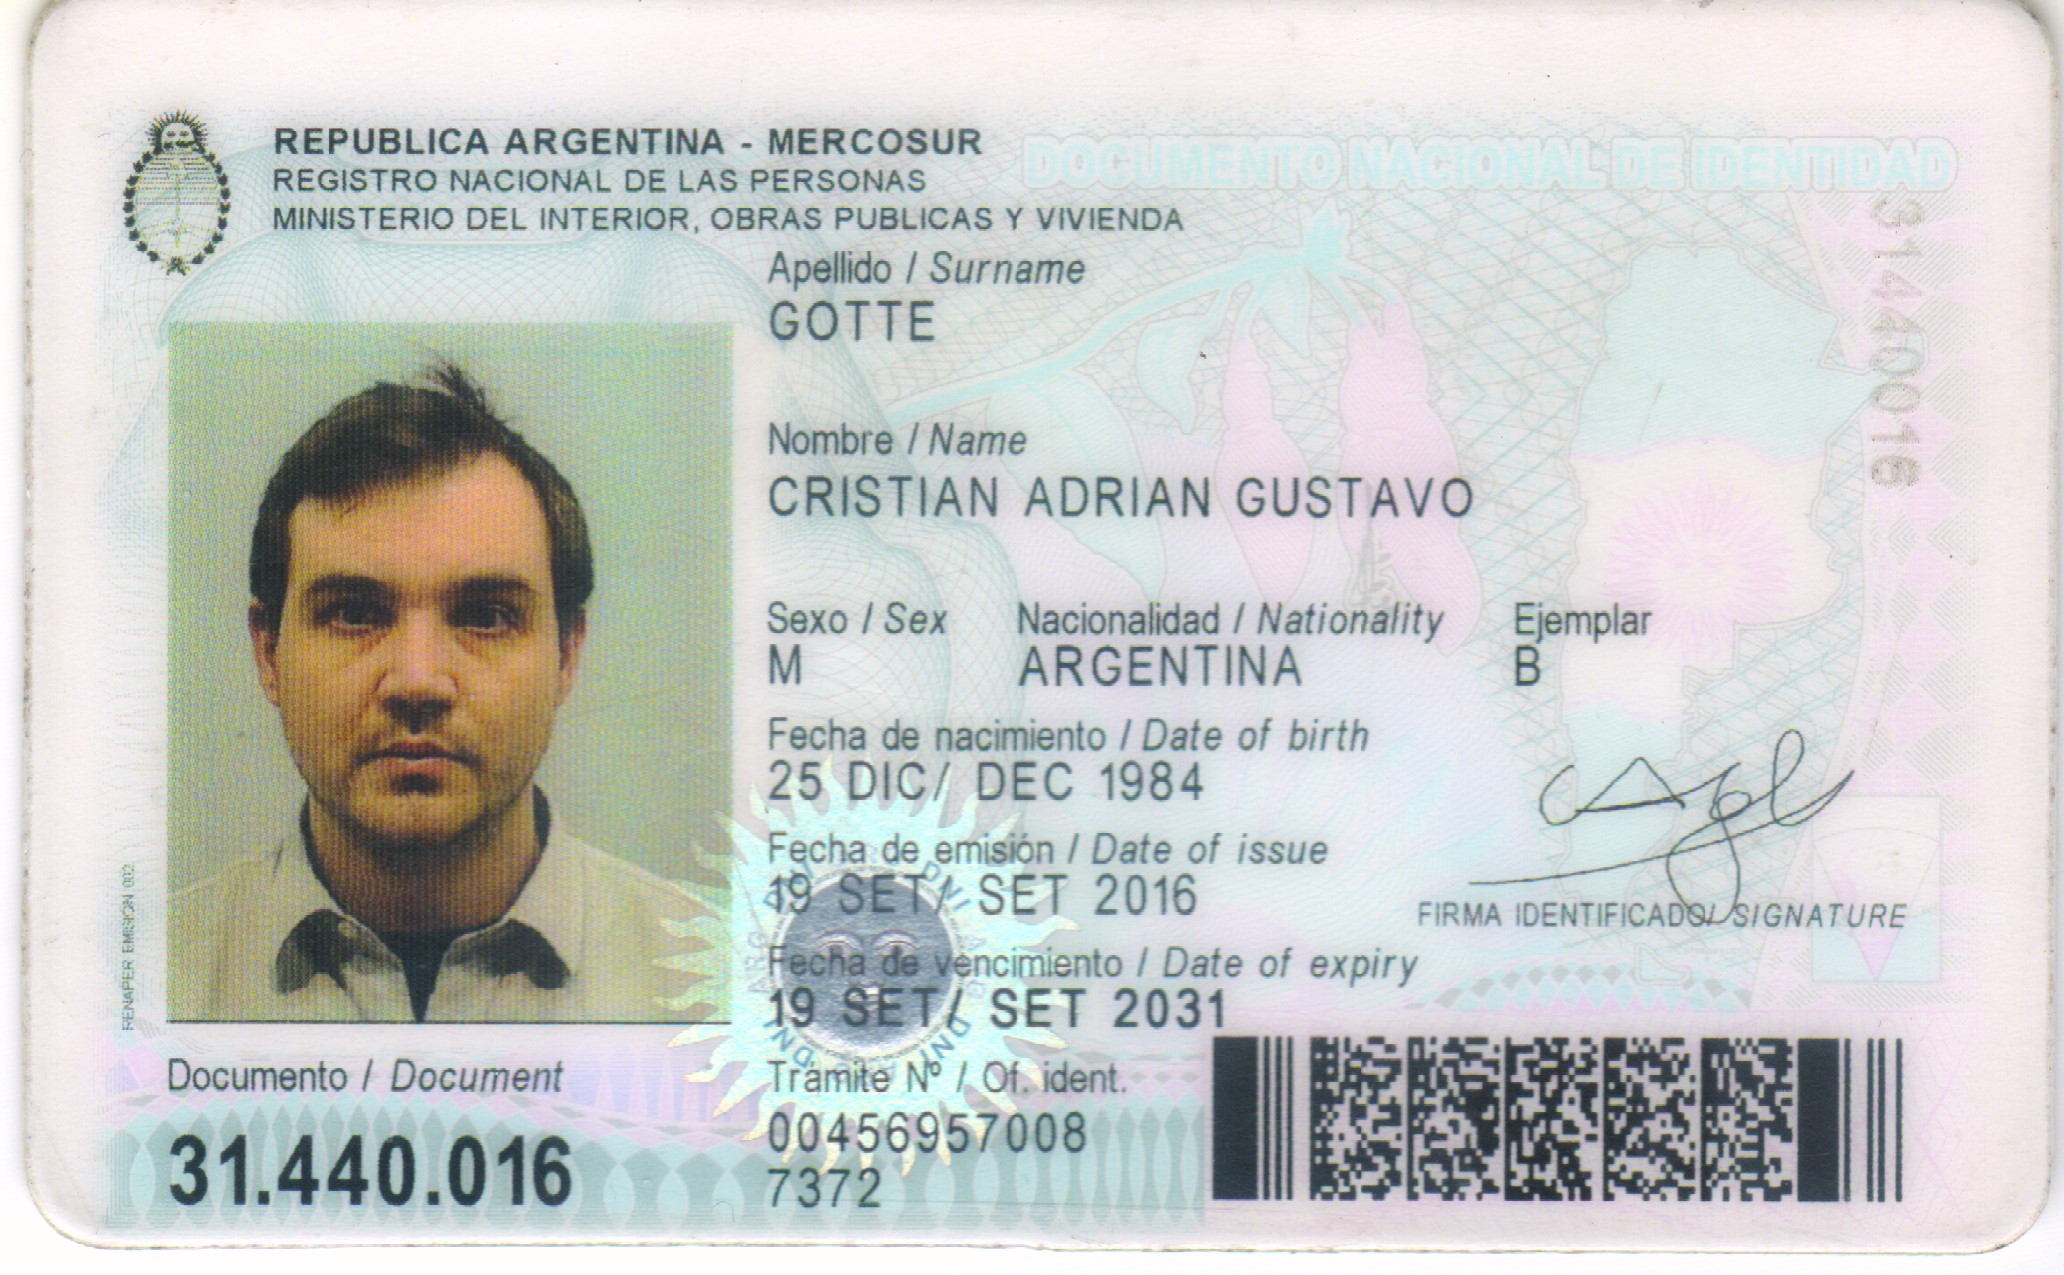 REPUBLICA ARGENTINA - MERCOSUR
REGISTRO NACIONAL DE LAS PERSONAS
MINISTERIO DEL INTERIOR, OBRAS PUBLICAS Y VIVIENDA
DOCUMENTO NACIONAL DE IDENTIDAD
31440016
Apellido / Surname
GOTTE
Nombre / Name
CRISTIAN ADRIAN GUSTAVO
Sexo / Sex Nacionalidad / Nationality Ejemplar
M ARGENTINA B
Fecha de nacimiento / Date of birth
25 DIC/ DEC 1984
Fecha de emisión / Date of issue
19 SET/ SET 2016
FIRMA IDENTIFICADO/ SIGNATURE
Fecha de vencimiento / Date of expiry
19 SET/ SET 2031
RENAPER EMISION 002
Documento / Document
31.440.016
Trámite Nº / Of. ident.
00456957008
7372